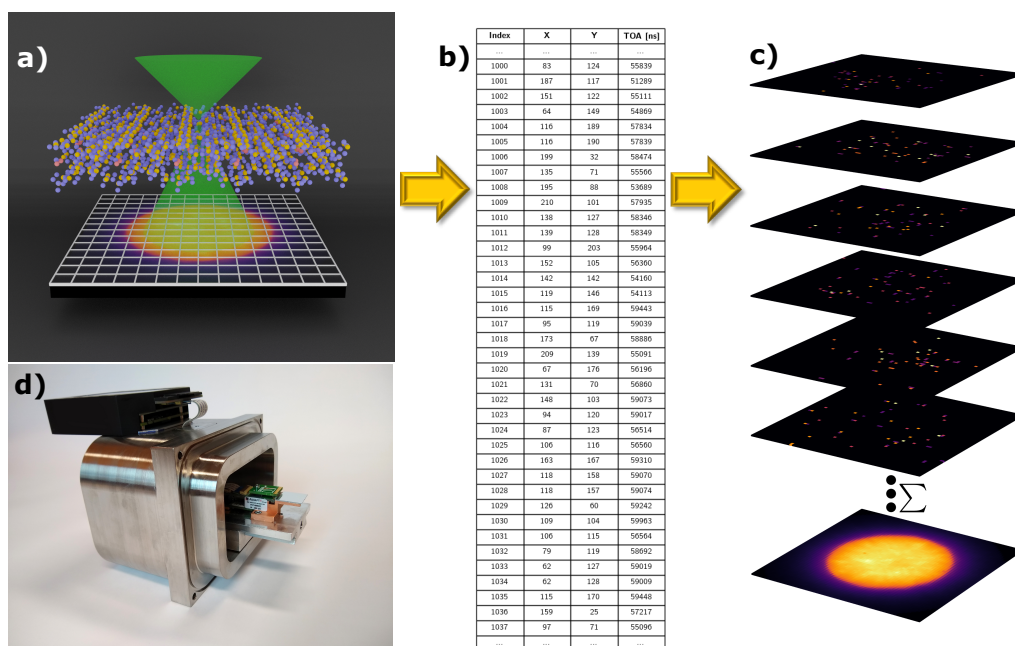 a)
b)
Index X Y TOA [ns]
... ... ... ...
1000 83 124 55839
1001 187 117 51289
1002 151 122 55111
1003 64 149 54869
1004 116 189 57834
1005 116 190 57839
1006 199 32 58474
1007 135 71 55566
1008 195 88 53689
1009 210 101 57935
1010 138 127 58346
1011 139 128 58349
1012 99 203 55964
1013 152 105 56360
1014 142 142 54160
1015 119 146 54113
1016 115 169 59443
1017 95 119 59039
1018 173 67 58886
1019 209 139 55091
1020 67 176 56196
1021 131 70 56860
1022 148 103 59073
1023 94 120 59017
1024 87 123 56514
1025 106 116 56560
1026 163 167 59310
1027 118 158 59070
1028 118 157 59074
1029 126 60 59242
1030 109 104 59963
1031 106 115 56564
1032 79 119 58692
1033 62 127 59019
1034 62 128 59009
1035 115 170 59448
1036 159 25 57217
1037 97 71 55096
... ... ... ...
c)
Σ
d)